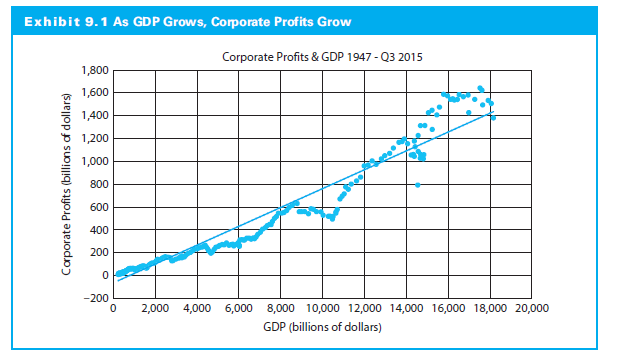 Exhibit 9.1 As GDP Grows, Corporate Profits Grow
Corporate Profits & GDP 1947 - Q3 2015
Corporate Profits (billions of dollars)
1,800
1,600
1,400
1,200
1,000
800
600
400
200
0
-200
0 2,000 4,000 6,000 8,000 10,000 12,000 14,000 16,000 18,000 20,000
GDP (billions of dollars)